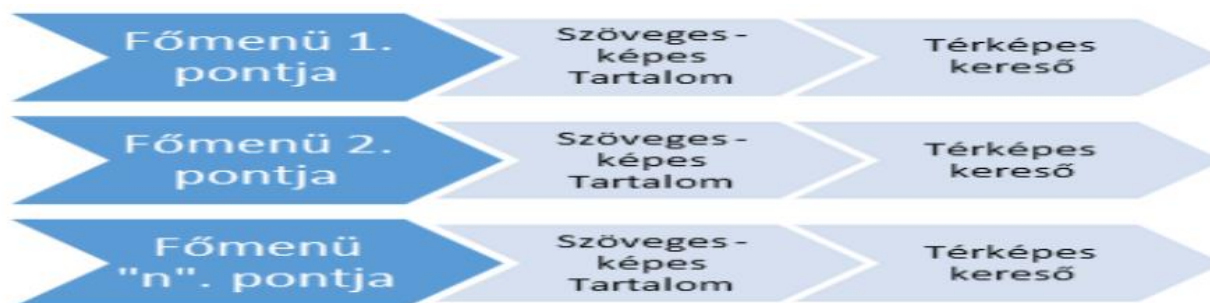 Főmenü 1.
pontja
Szöveges -
képes
Tartalom
Térképes
kereső
Főmenü 2.
pontja
Szöveges -
képes
Tartalom
Térképes
kereső
Főmenü
"n". pontja
Szöveges -
képes
Tartalom
Térképes
kereső